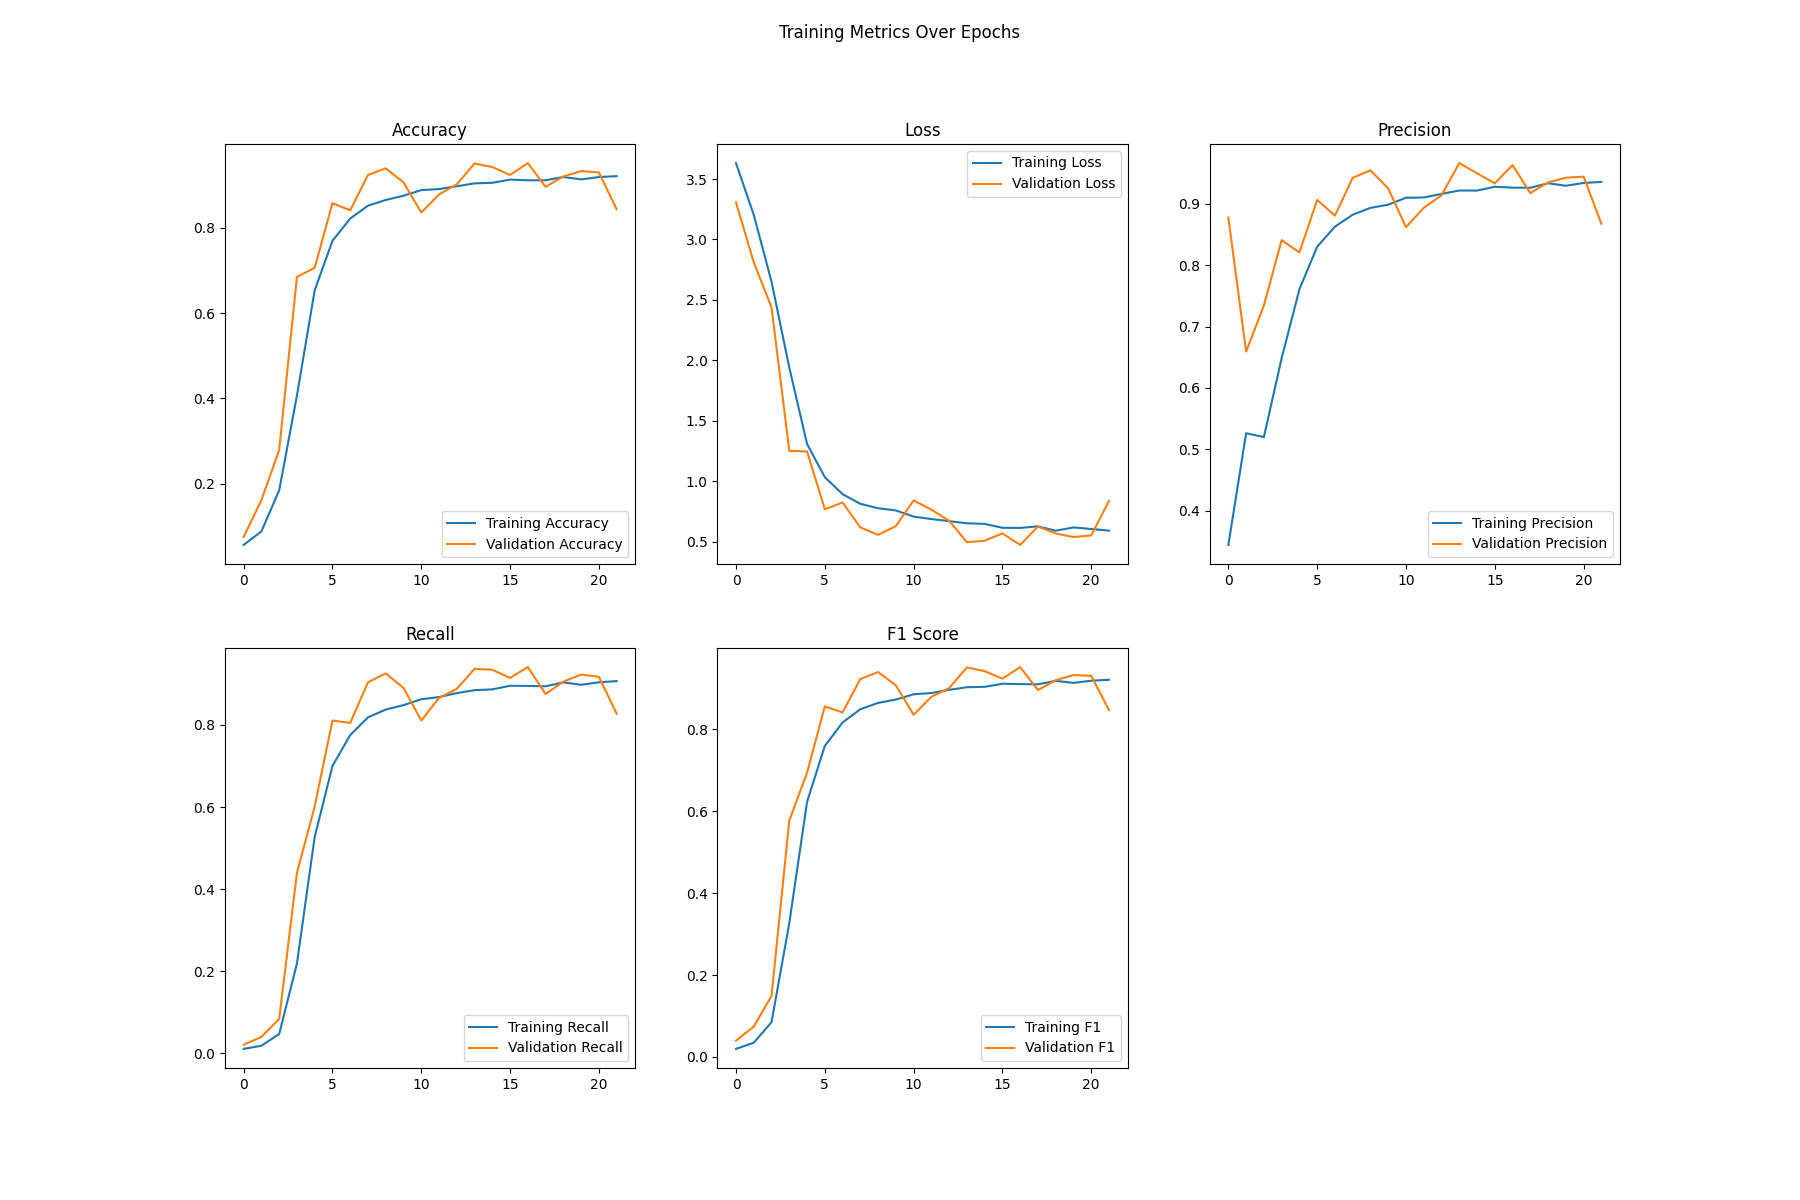 Training Metrics Over Epochs
Accuracy
0.8
0.6
0.4
0.2
0 5 10 15 20
Training Accuracy
Validation Accuracy
Loss
3.5
3.0
2.5
2.0
1.5
1.0
0.5
0 5 10 15 20
Training Loss
Validation Loss
Precision
0.9
0.8
0.7
0.6
0.5
0.4
0 5 10 15 20
Training Precision
Validation Precision
Recall
0.8
0.6
0.4
0.2
0.0
0 5 10 15 20
Training Recall
Validation Recall
F1 Score
0.8
0.6
0.4
0.2
0.0
0 5 10 15 20
Training F1
Validation F1